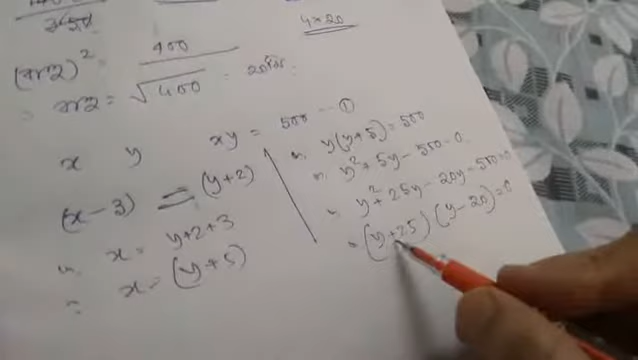 4×20
(বাহু)² = 400
∴ বাহু = √400 = 20মি.
x y xy = 500 --- ①
(x-3) = (y+2)
∴ x = y+2+3
∴ x = (y+5)
∴ y(y+5) = 500
∴ y²+5y-500=0
∴ y²+25y-20y-500=0
= (y+25)(y-20)=0